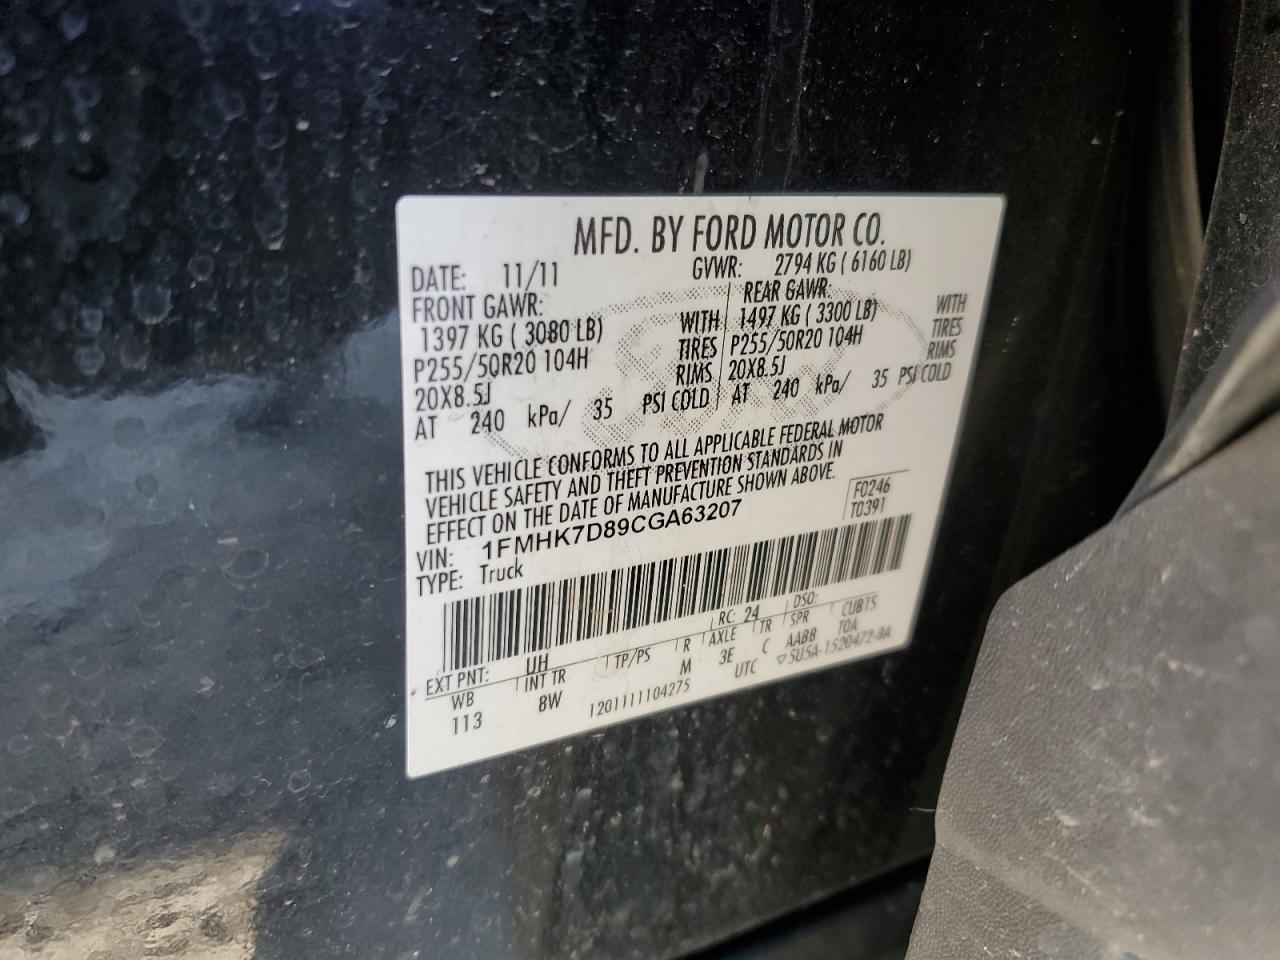 MFD. BY FORD MOTOR CO.
DATE: 11/11 GVWR: 2794 KG ( 6160 LB)
FRONT GAWR: REAR GAWR:
1397 KG ( 3080 LB) WITH 1497 KG ( 3300 LB) WITH
P255/50R20 104H TIRES P255/50R20 104H TIRES
20X8.5J RIMS 20X8.5J RIMS
AT 240 kPa/ 35 PSI COLD AT 240 kPa/ 35 PSI COLD
THIS VEHICLE CONFORMS TO ALL APPLICABLE FEDERAL MOTOR
VEHICLE SAFETY AND THEFT PREVENTION STANDARDS IN
EFFECT ON THE DATE OF MANUFACTURE SHOWN ABOVE.
F0246
VIN: 1FMHK7D89CGA63207 T0391
TYPE: Truck
EXT PNT: UH RC: 24 DSO:
WB INT TR TP/PS R AXLE TR SPR CUBTS
113 8W M 3E C AABB TOA
1201111104275 UTC ▽5U5A-1520472-BA